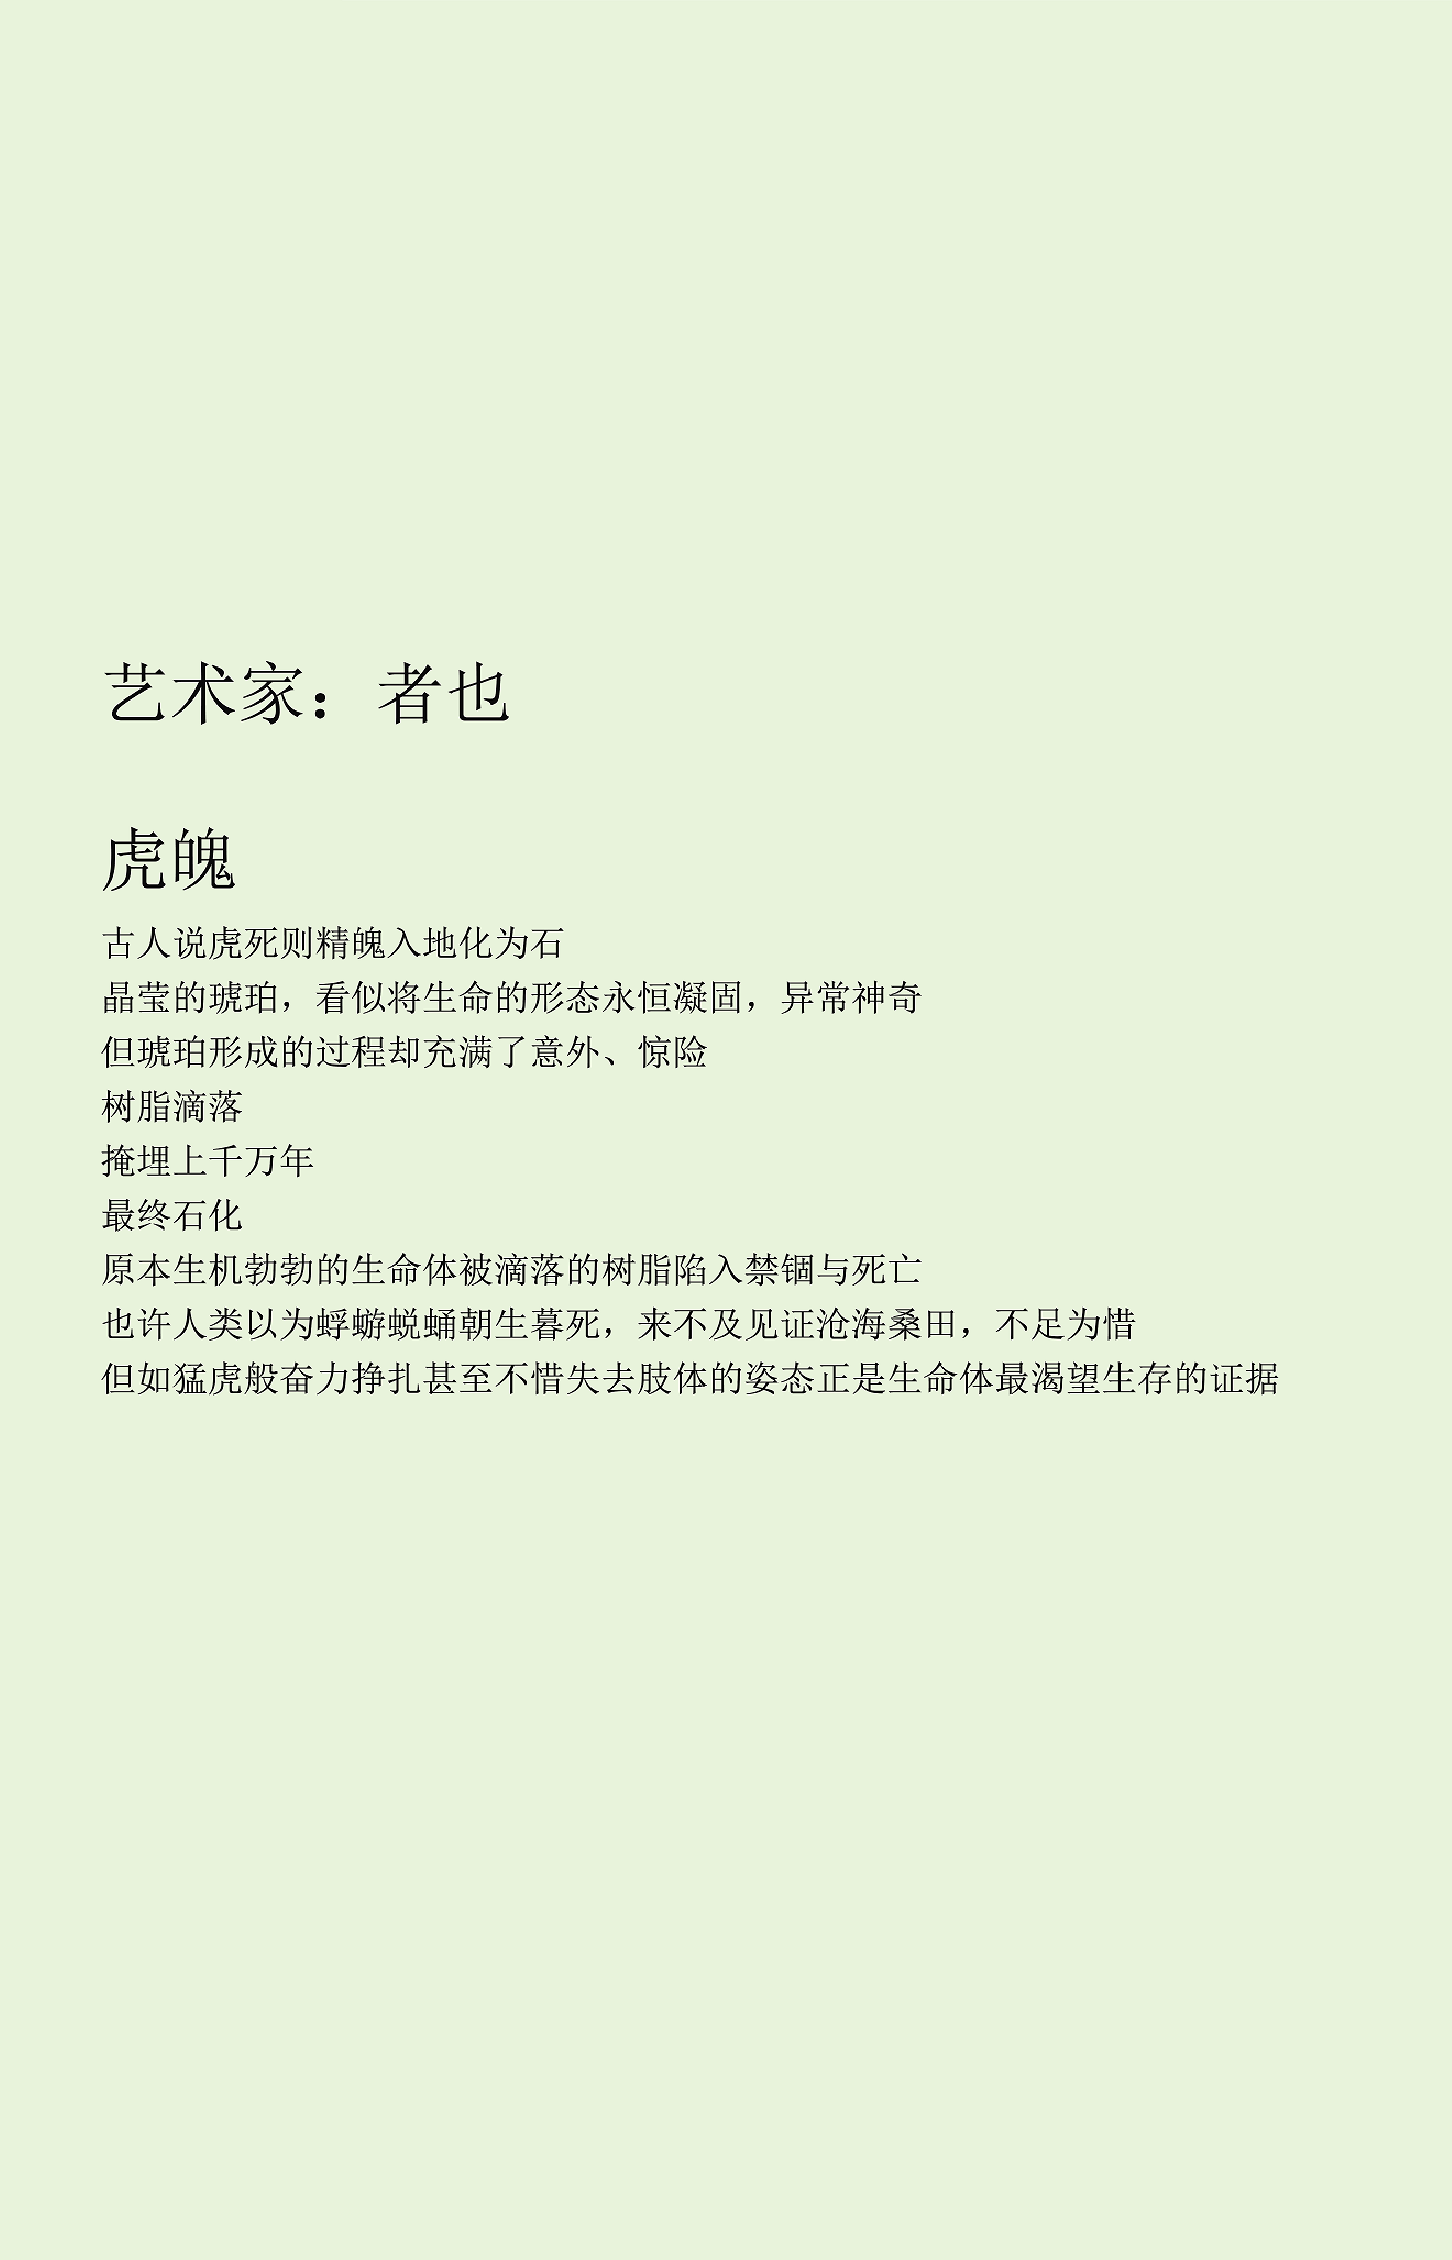 艺术家：者也
虎魄
古人说虎死则精魄入地化为石
晶莹的琥珀，看似将生命的形态永恒凝固，异常神奇
但琥珀形成的过程却充满了意外、惊险
树脂滴落
掩埋上千万年
最终石化
原本生机勃勃的生命体被滴落的树脂陷入禁锢与死亡
也许人类以为蜉蝣蜕蛹朝生暮死，来不及见证沧海桑田，不足为惜
但如猛虎般奋力挣扎甚至不惜失去肢体的姿态正是生命体最渴望生存的证据